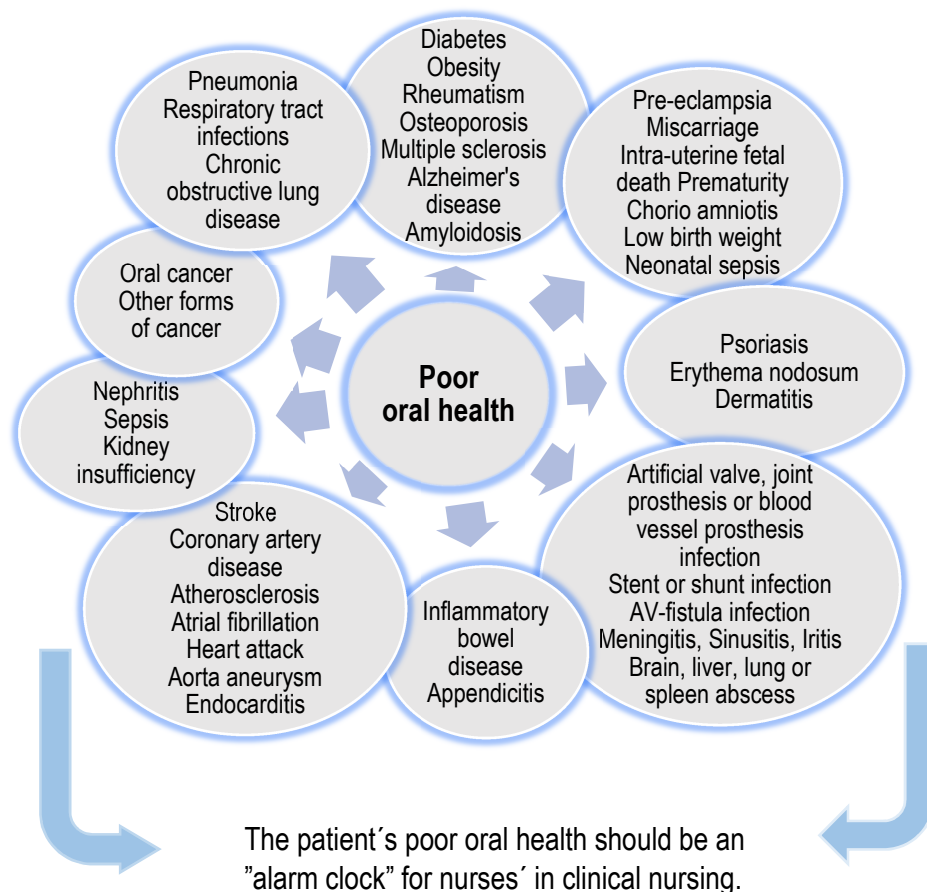 Diabetes
Obesity
Rheumatism
Osteoporosis
Multiple sclerosis
Alzheimer's
disease
Amyloidosis
Pre-eclampsia
Miscarriage
Intra-uterine fetal
death Prematurity
Chorio amniotis
Low birth weight
Neonatal sepsis
Psoriasis
Erythema nodosum
Dermatitis
Artificial valve, joint
prosthesis or blood
vessel prosthesis
infection
Stent or shunt infection
AV-fistula infection
Meningitis, Sinusitis, Iritis
Brain, liver, lung or
spleen abscess
Inflammatory
bowel
disease
Appendicitis
Stroke
Coronary artery
disease
Atherosclerosis
Atrial fibrillation
Heart attack
Aorta aneurysm
Endocarditis
Nephritis
Sepsis
Kidney
insufficiency
Oral cancer
Other forms
of cancer
Pneumonia
Respiratory tract
infections
Chronic
obstructive lung
disease
Poor
oral health
The patient´s poor oral health should be an
”alarm clock” for nurses´ in clinical nursing.